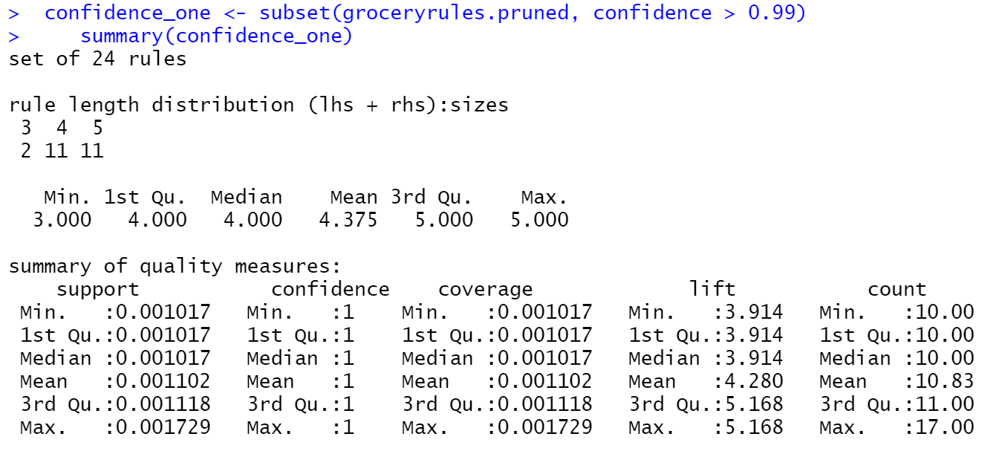 >  confidence_one <- subset(groceryrules.pruned, confidence > 0.99)
>     summary(confidence_one)
set of 24 rules

rule length distribution (lhs + rhs):sizes
 3  4  5
 2 11 11

   Min. 1st Qu.  Median    Mean 3rd Qu.    Max.
  3.000   4.000   4.000   4.375   5.000   5.000

summary of quality measures:
    support           confidence    coverage             lift           count
 Min.   :0.001017   Min.   :1   Min.   :0.001017   Min.   :3.914   Min.   :10.00
 1st Qu.:0.001017   1st Qu.:1   1st Qu.:0.001017   1st Qu.:3.914   1st Qu.:10.00
 Median :0.001017   Median :1   Median :0.001017   Median :3.914   Median :10.00
 Mean   :0.001102   Mean   :1   Mean   :0.001102   Mean   :4.280   Mean   :10.83
 3rd Qu.:0.001118   3rd Qu.:1   3rd Qu.:0.001118   3rd Qu.:5.168   3rd Qu.:11.00
 Max.   :0.001729   Max.   :1   Max.   :0.001729   Max.   :5.168   Max.   :17.00